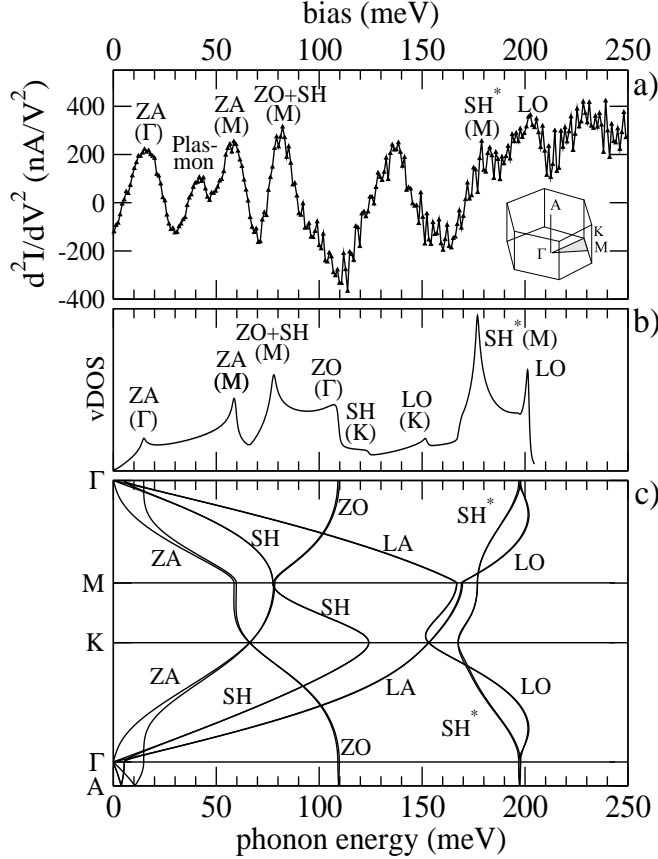 bias (meV)
0 50 100 150 200 250
a)
400
200
0
-200
-400
d²I/dV² (nA/V²)
ZA
(Γ)
Plas-
mon
ZA
(M)
ZO+SH
(M)
SH*
(M)
LO
A
K
M
Γ
b)
vDOS
ZA
(Γ)
ZA
(M)
ZO+SH
(M)
ZO
(Γ)
SH
(K)
LO
(K)
SH* (M)
LO
c)
Γ
M
K
Γ
A
ZO
SH
ZA
LA
SH*
LO
SH
ZA
SH
LA
LO
SH*
ZO
0 50 100 150 200 250
phonon energy (meV)